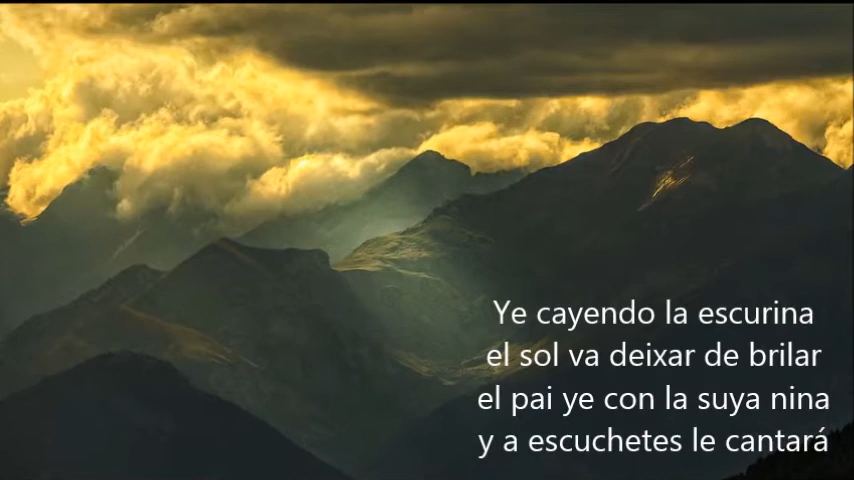 Ye cayendo la escurina
el sol va deixar de brilar
el pai ye con la suya nina
y a escuchetes le cantará